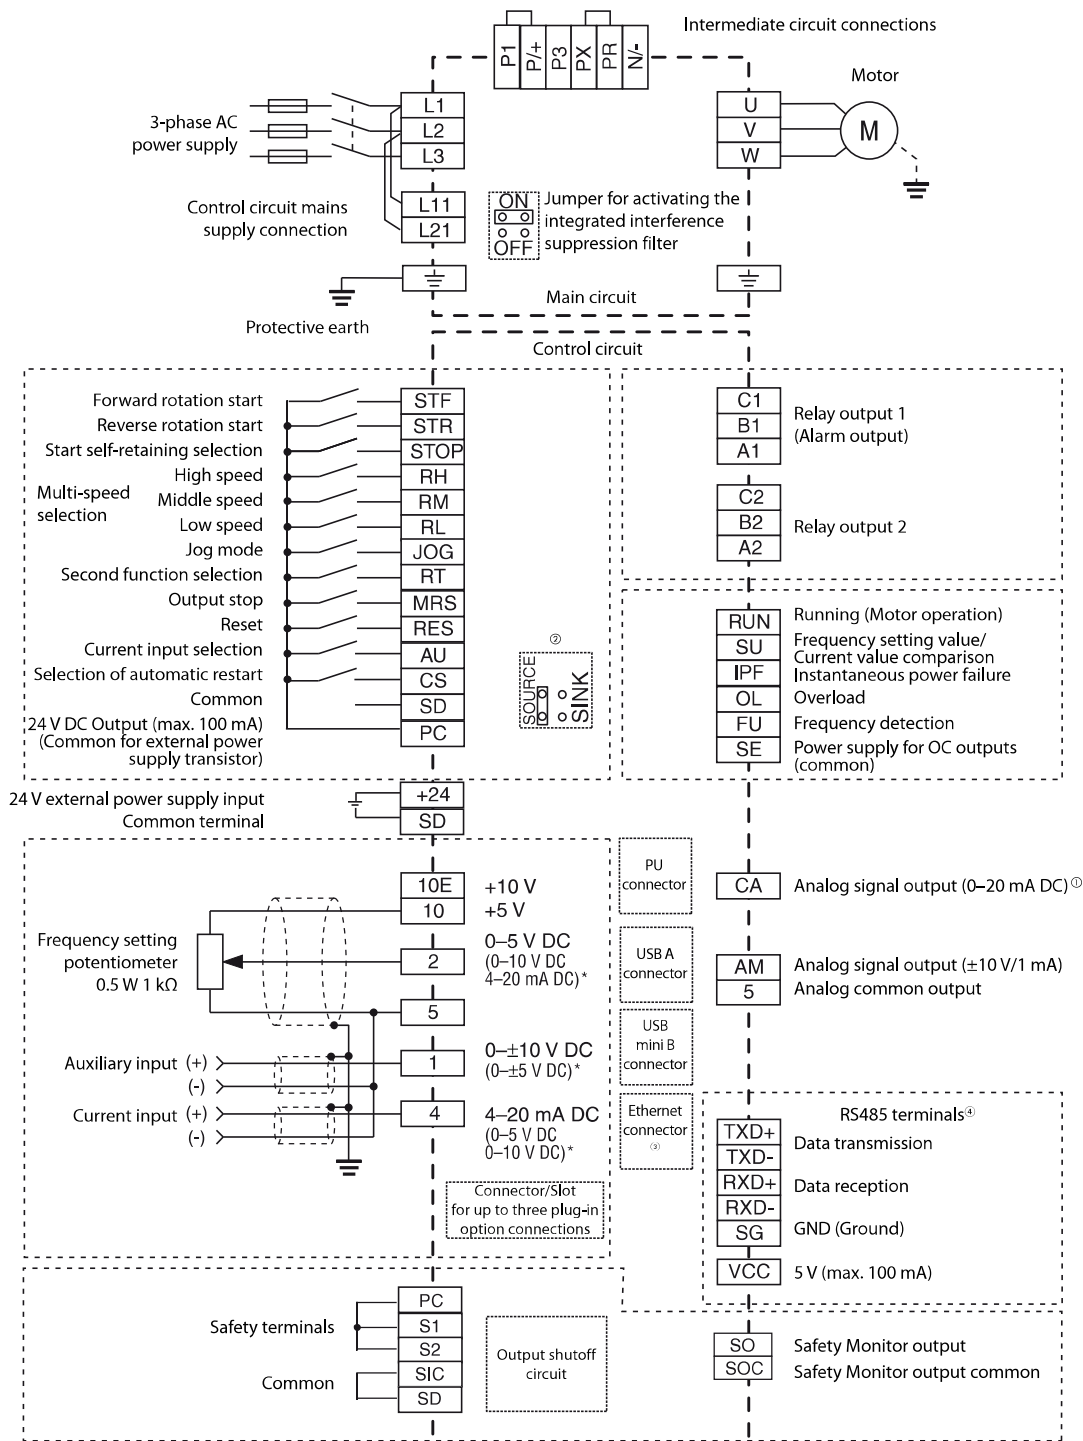 Intermediate circuit connections
P1
P/+
P3
PX
PR
N/-
Motor
3-phase AC
power supply
L1
L2
L3
U
V
W
M
Control circuit mains
supply connection
L11
L21
ON
OFF
Jumper for activating the
integrated interference
suppression filter
Protective earth
Main circuit
Control circuit
Forward rotation start STF
Reverse rotation start STR
Start self-retaining selection STOP
Multi-speed
selection
High speed RH
Middle speed RM
Low speed RL
Jog mode JOG
Second function selection RT
Output stop MRS
Reset RES
Current input selection AU
Selection of automatic restart CS
Common SD
24 V DC Output (max. 100 mA) PC
(Common for external power
supply transistor)
②
SOURCE
SINK
C1
B1
A1
Relay output 1
(Alarm output)
C2
B2
A2
Relay output 2
RUN Running (Motor operation)
SU Frequency setting value/
Current value comparison
IPF Instantaneous power failure
OL Overload
FU Frequency detection
SE Power supply for OC outputs
(common)
24 V external power supply input +24
Common terminal SD
10E +10 V
10 +5 V
Frequency setting
potentiometer
0.5 W 1 kΩ
2
0–5 V DC
(0–10 V DC
4–20 mA DC)*
5
Auxiliary input (+)
(-)
1
0–±10 V DC
(0–±5 V DC)*
Current input (+)
(-)
4
4–20 mA DC
(0–5 V DC
0–10 V DC)*
Connector/Slot
for up to three plug-in
option connections
PU
connector
USB A
connector
USB
mini B
connector
Ethernet
connector
③
CA Analog signal output (0–20 mA DC)①
AM Analog signal output (±10 V/1 mA)
5 Analog common output
RS485 terminals④
TXD+
TXD-
Data transmission
RXD+
RXD-
Data reception
SG GND (Ground)
VCC 5 V (max. 100 mA)
Safety terminals
PC
S1
S2
Common
SIC
SD
Output shutoff
circuit
SO Safety Monitor output
SOC Safety Monitor output common